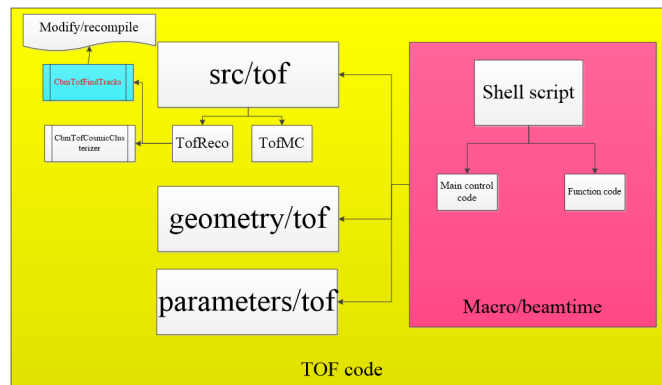 Modify/recompile
CbmTofFindTracks
CbmTofCosmicClus
terizer
src/tof
TofReco
TofMC
geometry/tof
parameters/tof
Shell script
Main control
code
Function code
Macro/beamtime
TOF code